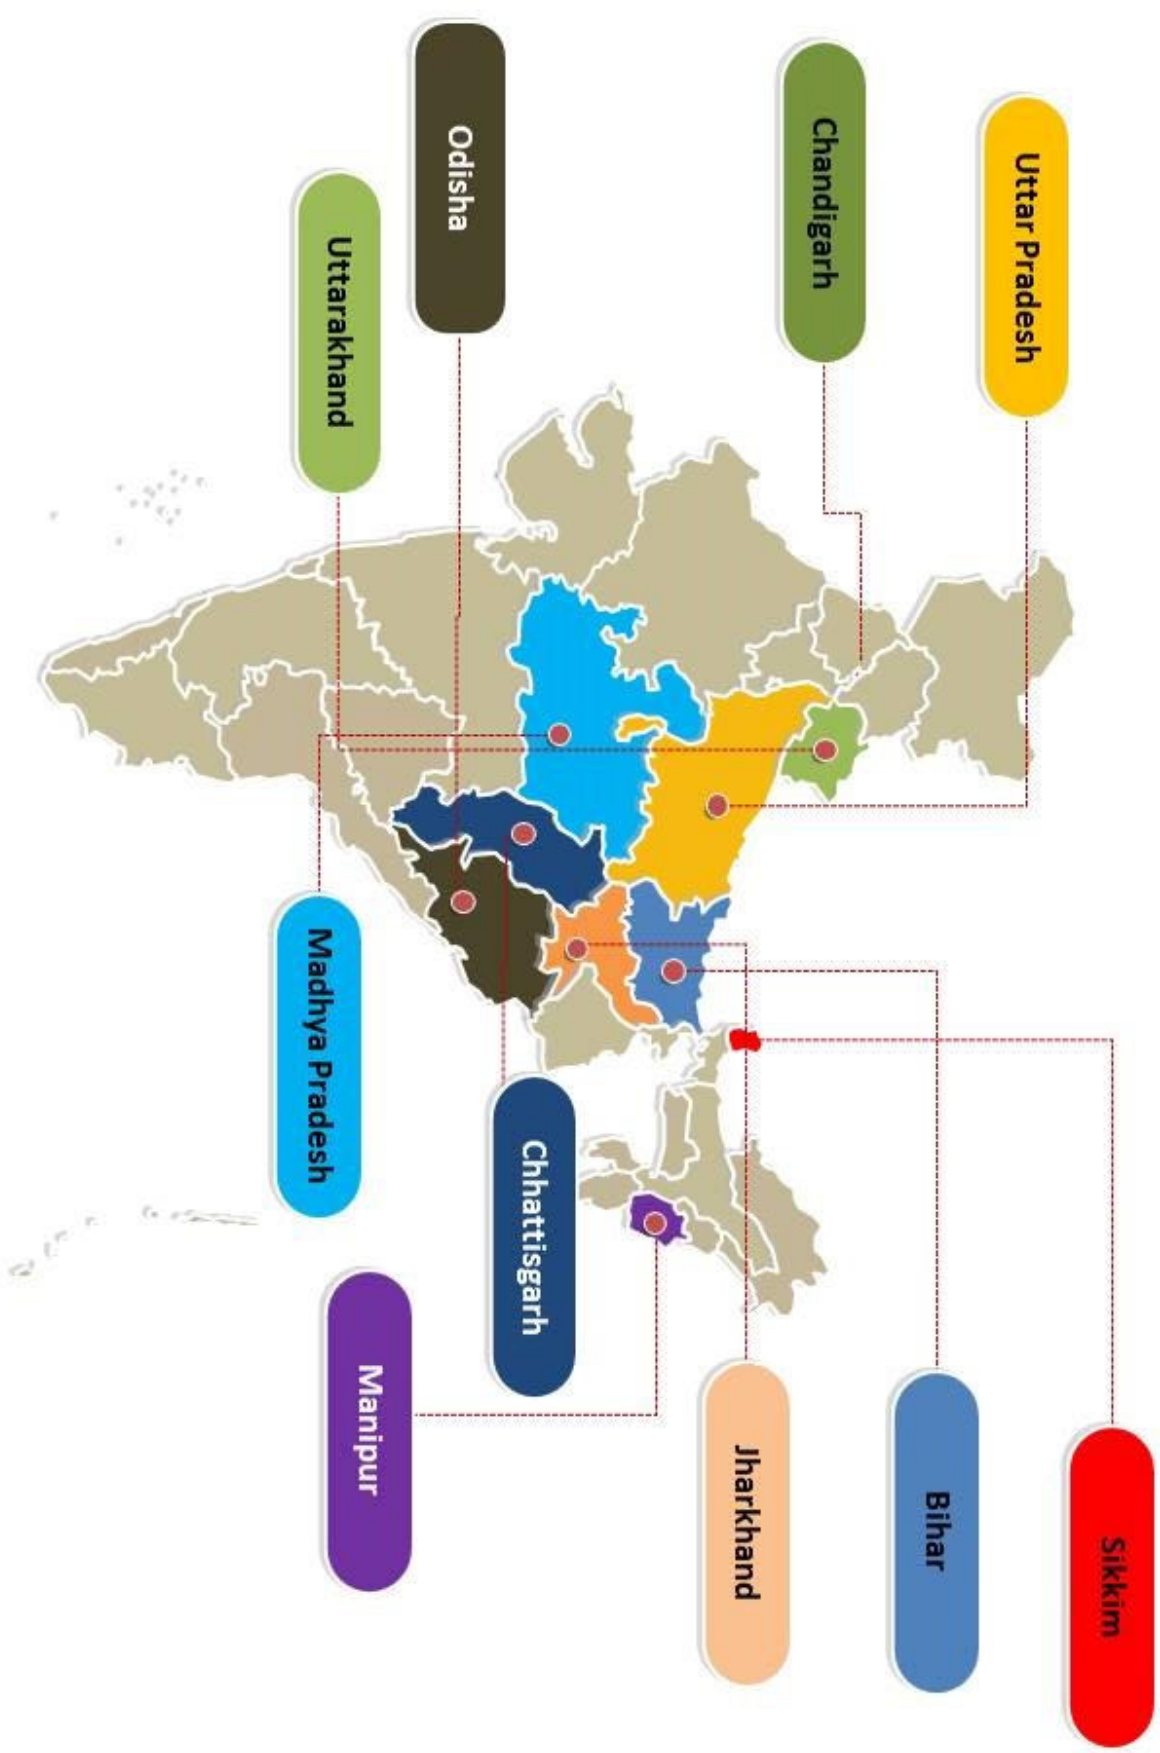 Uttar Pradesh
Chandigarh
Odisha
Uttarakhand
Sikkim
Bihar
Jharkhand
Chhattisgarh
Manipur
Madhya Pradesh